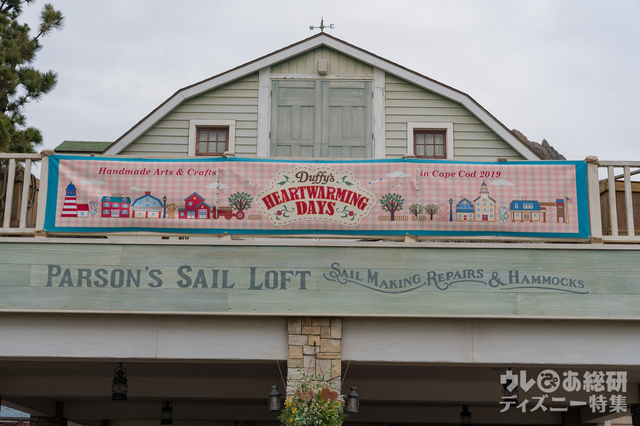 W E
Handmade Arts & Crafts
Duffy's
HEARTWARMING
DAYS
in Cape Cod 2019
PARSON'S SAIL LOFT
SAIL MAKING REPAIRS & HAMMOCKS
ウレぴあ総研
ディズニー特集